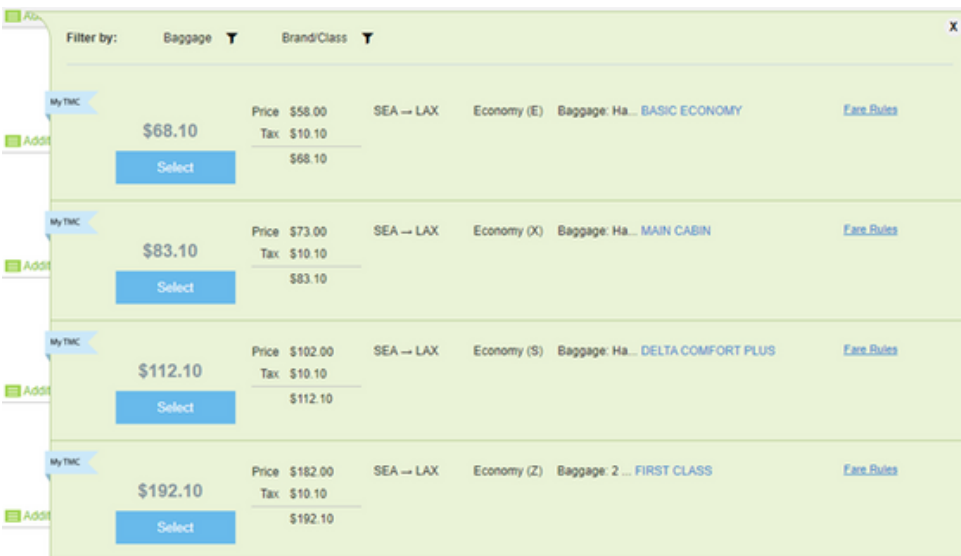 Filter by: Baggage Brand/Class X
My TMC
Price $58.00 SEA → LAX Economy (E) Baggage: Ha... BASIC ECONOMY Fare Rules
$68.10 Tax $10.10
Addit
$68.10
Select
My TMC
Price $73.00 SEA → LAX Economy (X) Baggage: Ha... MAIN CABIN Fare Rules
$83.10 Tax $10.10
Addit
$83.10
Select
My TMC
Price $102.00 SEA → LAX Economy (S) Baggage: Ha... DELTA COMFORT PLUS Fare Rules
$112.10 Tax $10.10
Addit
$112.10
Select
My TMC
Price $182.00 SEA → LAX Economy (Z) Baggage: 2 ... FIRST CLASS Fare Rules
$192.10 Tax $10.10
Addit
$192.10
Select